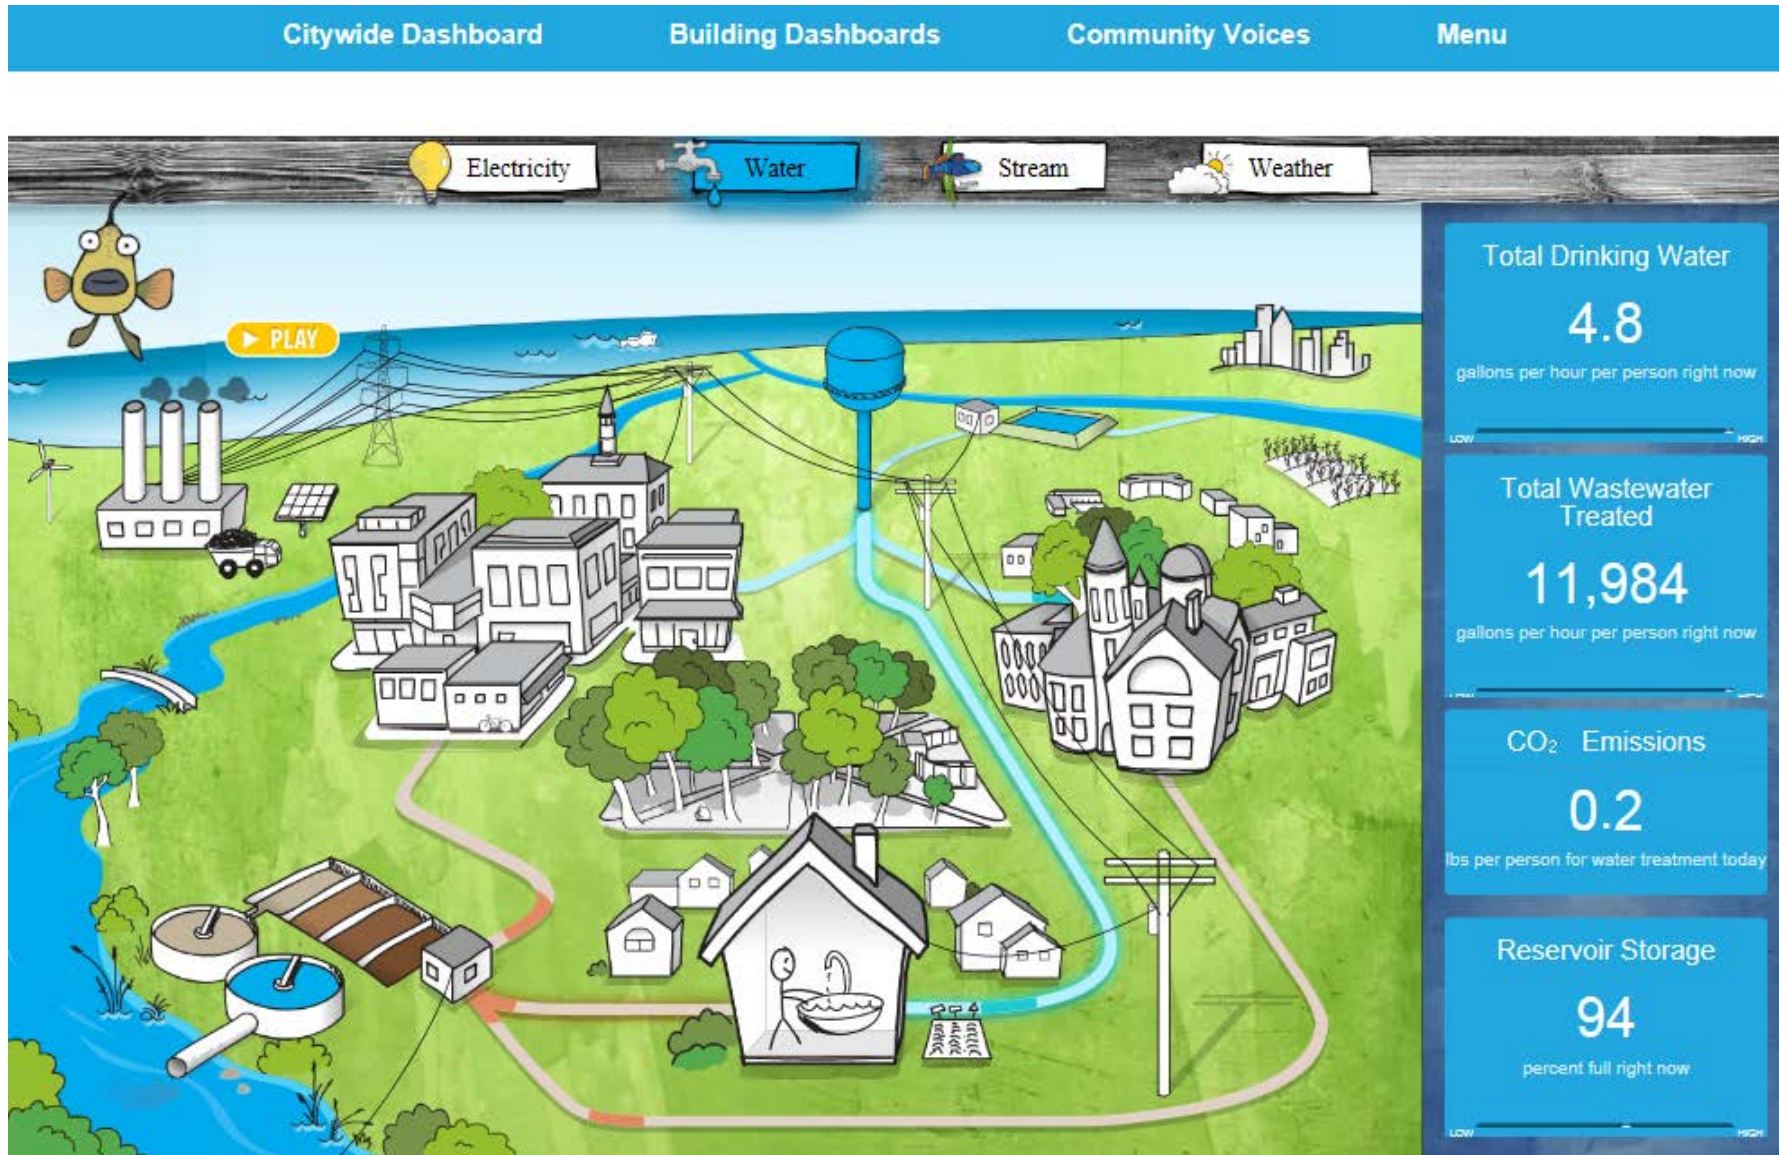 Citywide Dashboard
Building Dashboards
Community Voices
Menu
Electricity
Water
Stream
Weather
PLAY
Total Drinking Water
4.8
gallons per hour per person right now
LOW
HIGH
Total Wastewater
Treated
11,984
gallons per hour per person right now
LOW
HIGH
CO₂ Emissions
0.2
lbs per person for water treatment today
Reservoir Storage
94
percent full right now
LOW
HIGH